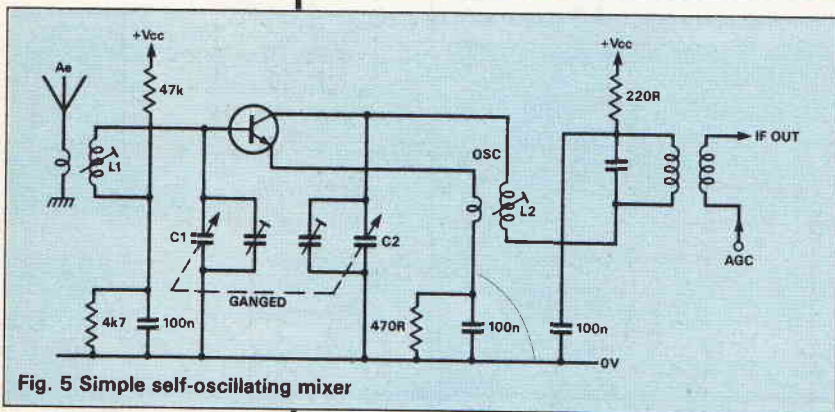 +Vcc
+Vcc
Ae
47k
220R
IF OUT
OSC
L1
L2
C1
C2
AGC
GANGED
4k7
100n
470R
100n
100n
0V
Fig. 5 Simple self-oscillating mixer